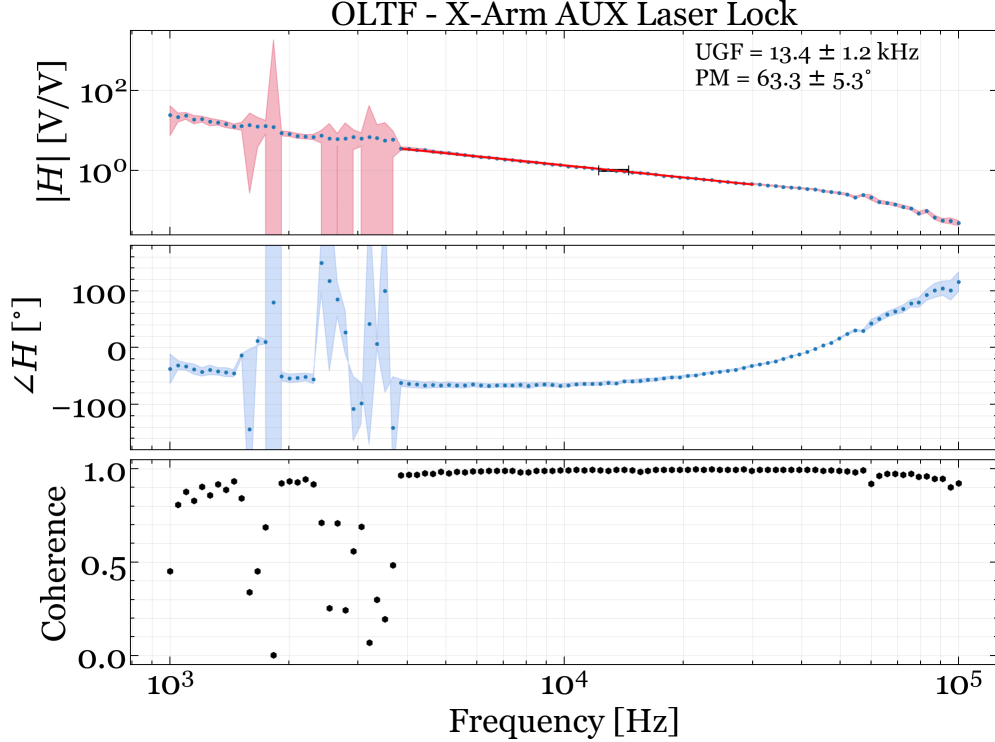 OLTF - X-Arm AUX Laser Lock
UGF = 13.4 ± 1.2 kHz
PM = 63.3 ± 5.3°
|H| [V/V]
10²
10⁰
∠H [°]
100
0
−100
Coherence
1.0
0.5
0.0
10³
10⁴
10⁵
Frequency [Hz]